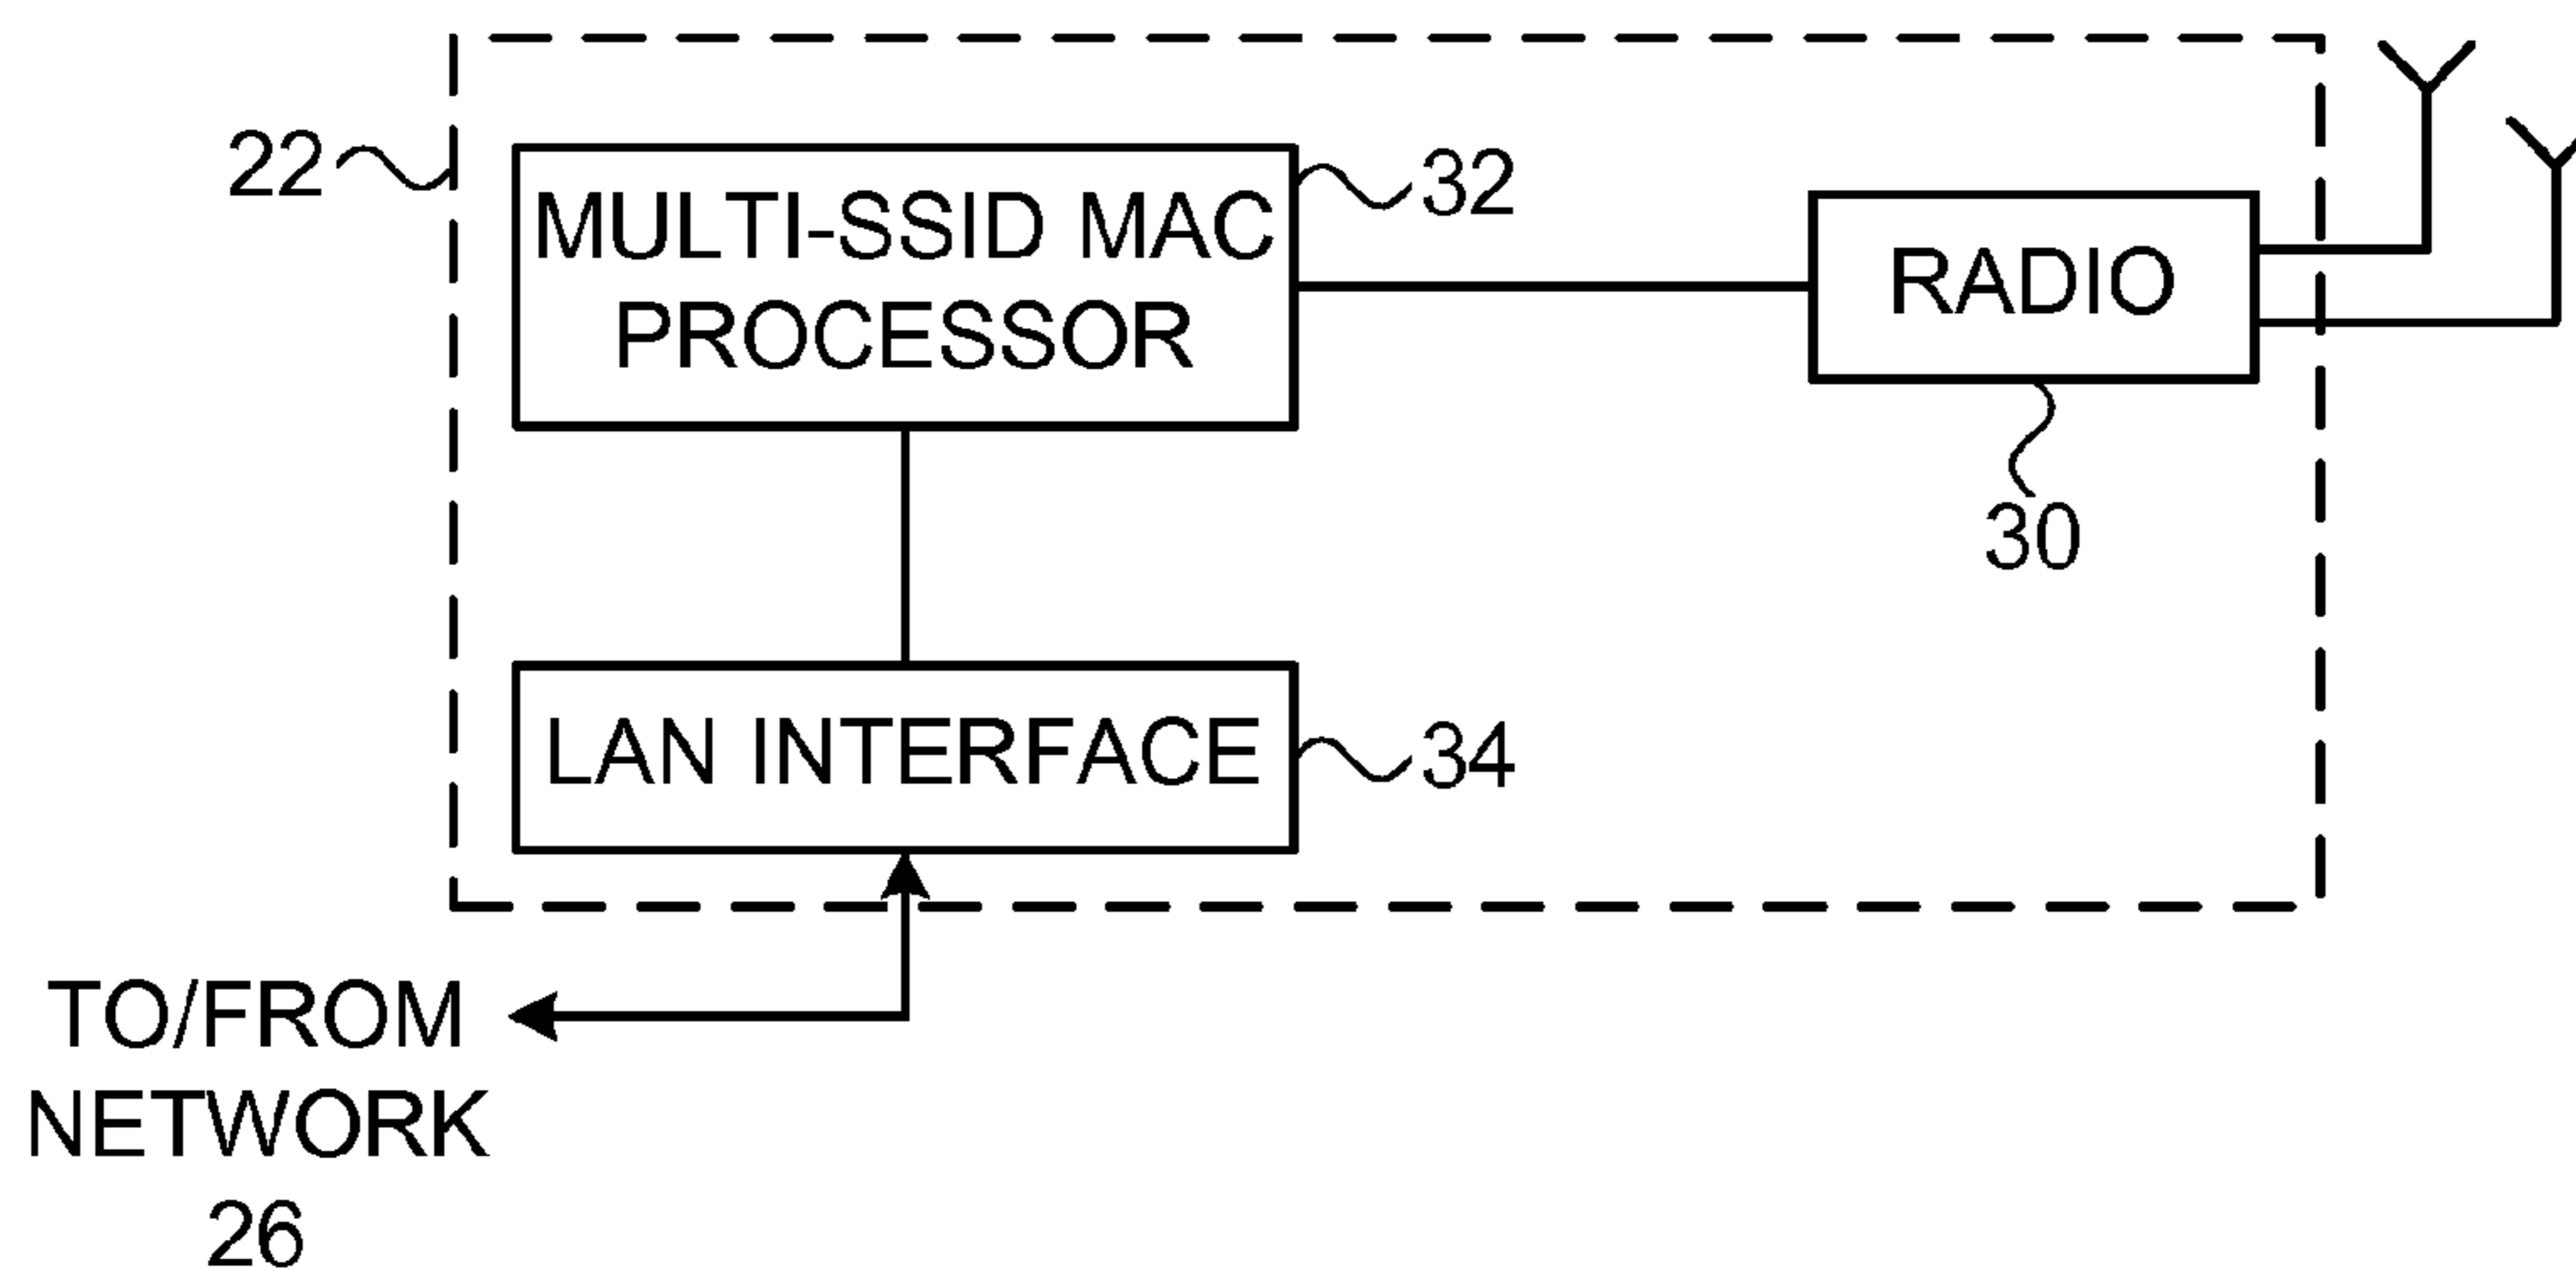 22
MULTI-SSID MAC
PROCESSOR
32
RADIO
30
LAN INTERFACE
34
TO/FROM
NETWORK
26